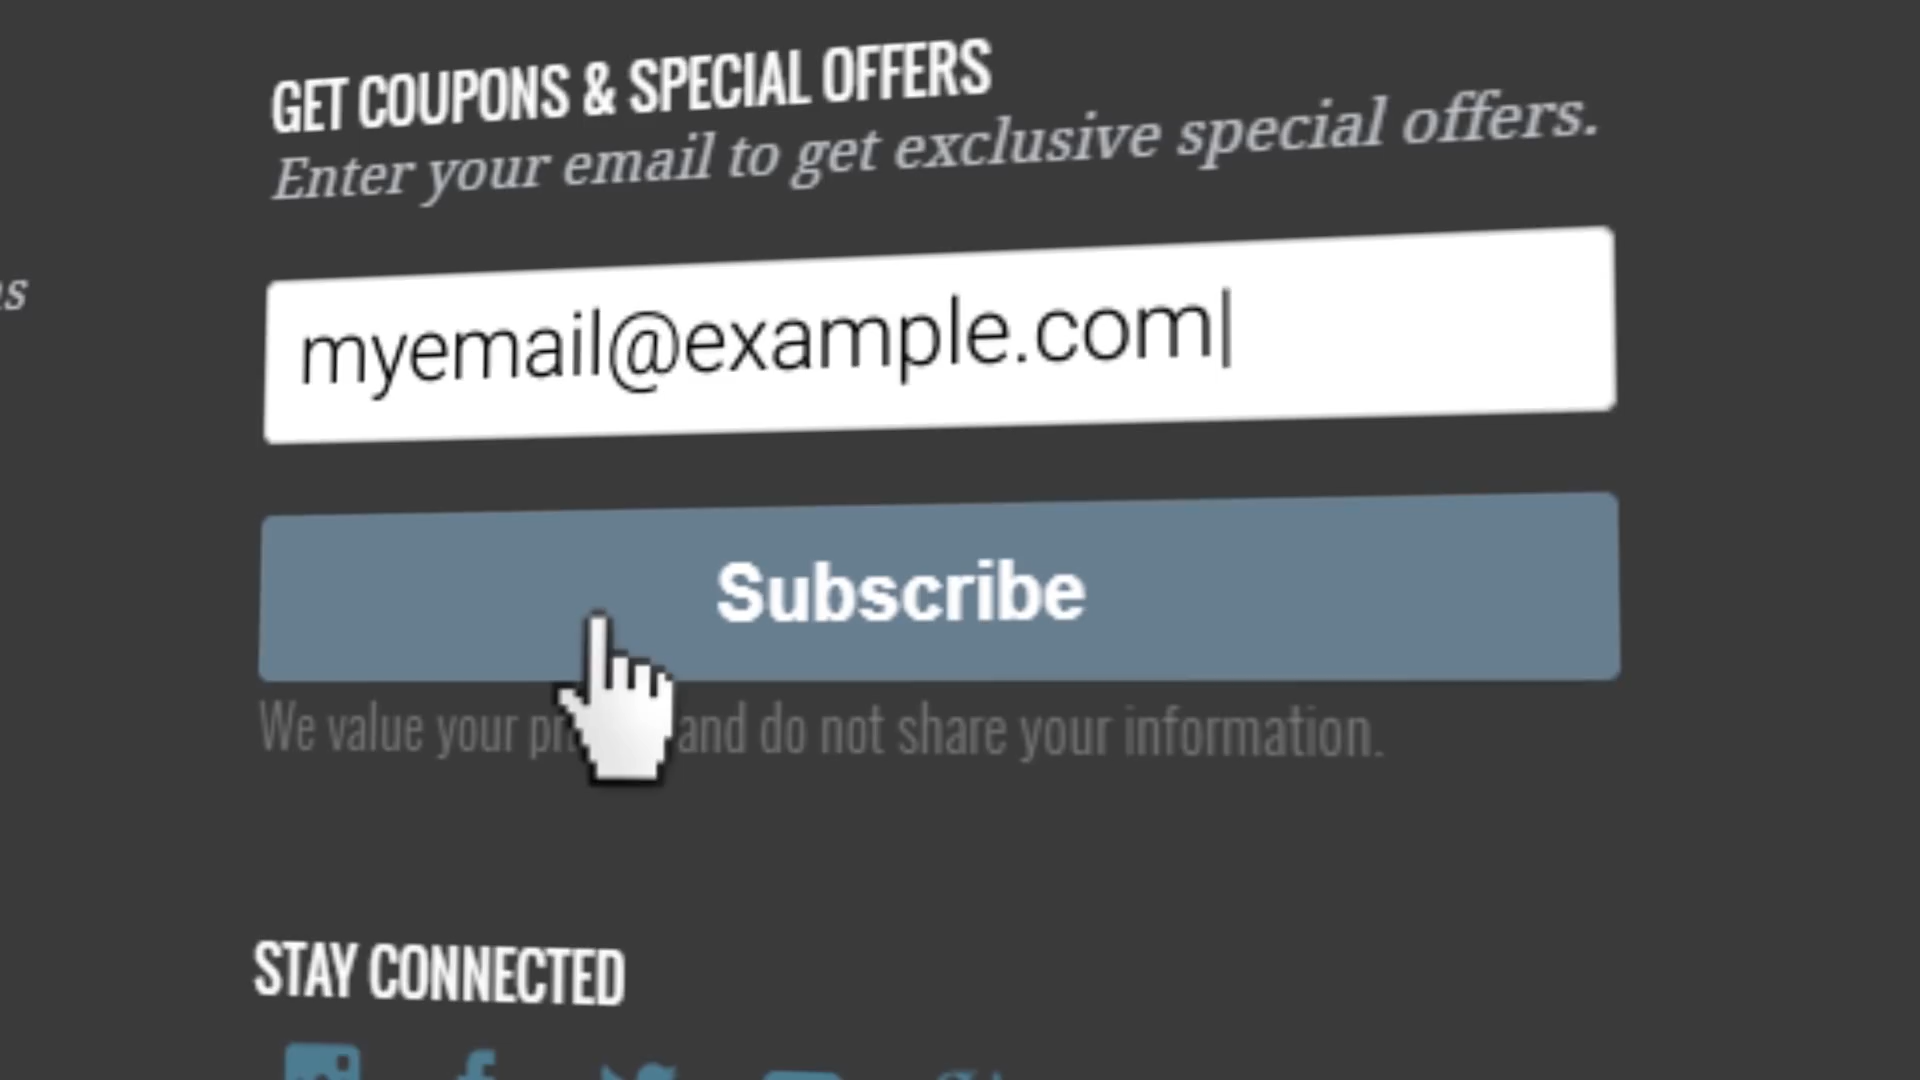 GET COUPONS & SPECIAL OFFERS
Enter your email to get exclusive special offers.
myemail@example.com
Subscribe
We value your and do not share your information.
STAY CONNECTED